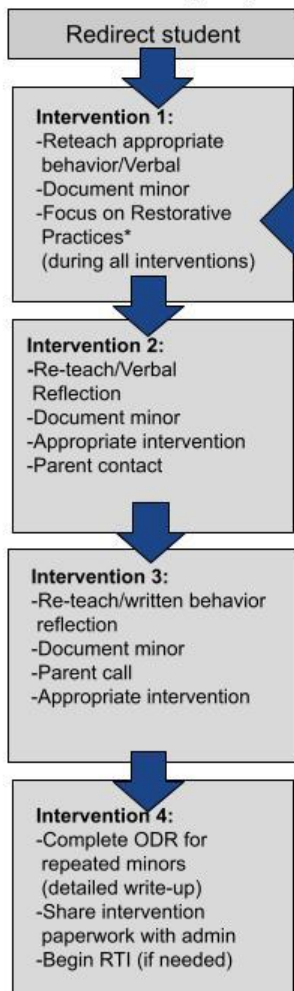 Redirect student
Intervention 1:
-Reteach appropriate
behavior/Verbal
-Document minor
-Focus on Restorative
Practices*
(during all interventions)
Intervention 2:
-Re-teach/Verbal
Reflection
-Document minor
-Appropriate intervention
-Parent contact
Intervention 3:
-Re-teach/written behavior
reflection
-Document minor
-Parent call
-Appropriate intervention
Intervention 4:
-Complete ODR for
repeated minors
(detailed write-up)
-Share intervention
paperwork with admin
-Begin RTI (if needed)